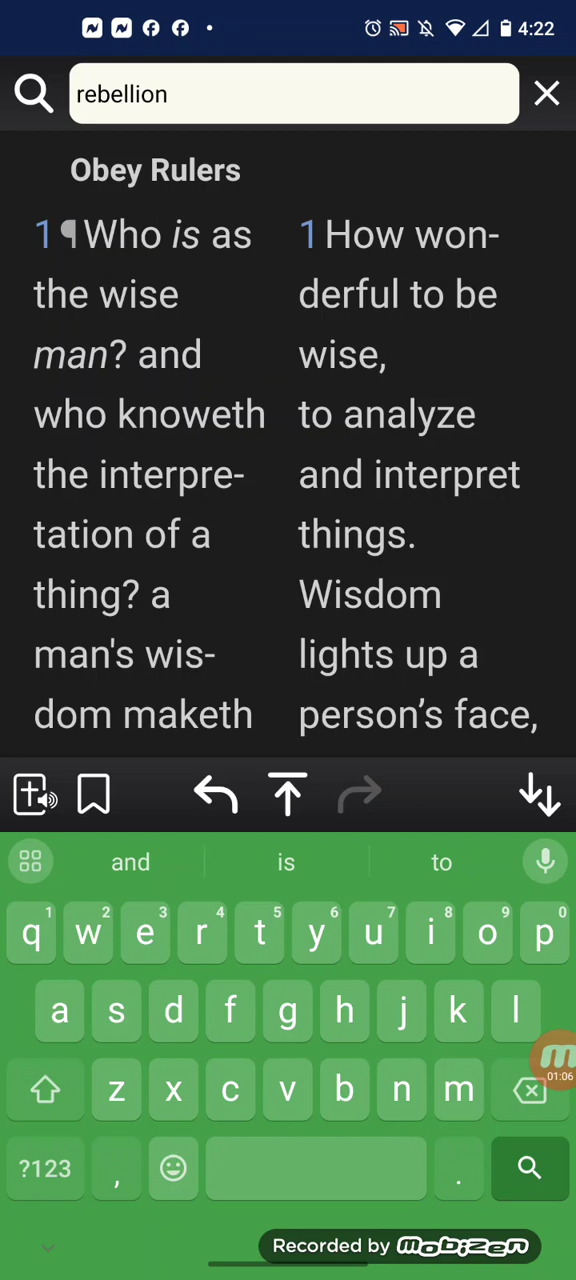 4:22
rebellion
Obey Rulers
1 ¶ Who is as
the wise
man? and
who knoweth
the interpre-
tation of a
thing? a
man's wis-
dom maketh
1 How won-
derful to be
wise,
to analyze
and interpret
things.
Wisdom
lights up a
person’s face,
and is to
1 2 3 4 5 6 7 8 9 0
q w e r t y u i o p
a s d f g h j k l
z x c v b n m
01:06
?123 , .
Recorded by mobizen